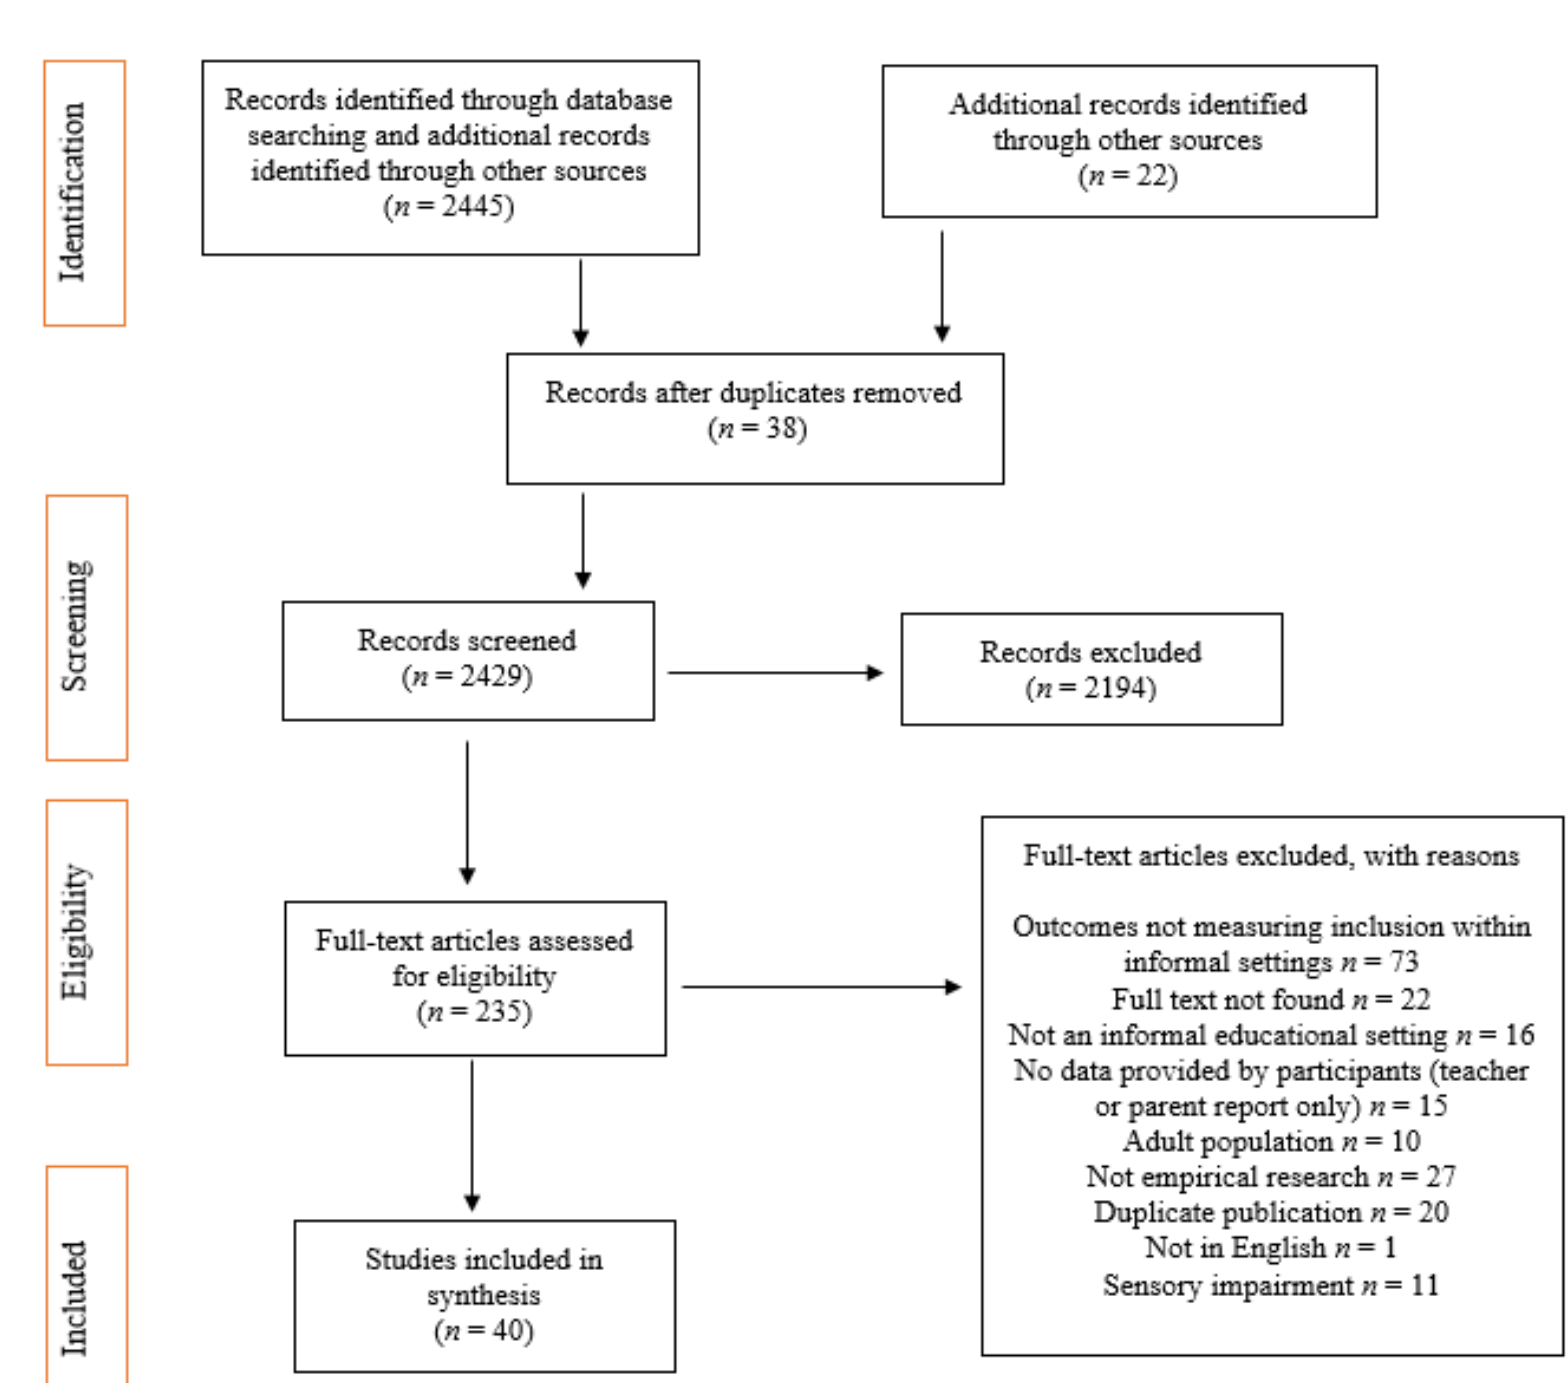 Identification
Records identified through database
searching and additional records
identified through other sources
(n = 2445)
Additional records identified
through other sources
(n = 22)
Records after duplicates removed
(n = 38)
Screening
Records screened
(n = 2429)
Records excluded
(n = 2194)
Eligibility
Full-text articles assessed
for eligibility
(n = 235)
Full-text articles excluded, with reasons
Outcomes not measuring inclusion within
informal settings n = 73
Full text not found n = 22
Not an informal educational setting n = 16
No data provided by participants (teacher
or parent report only) n = 15
Adult population n = 10
Not empirical research n = 27
Duplicate publication n = 20
Not in English n = 1
Sensory impairment n = 11
Included
Studies included in
synthesis
(n = 40)